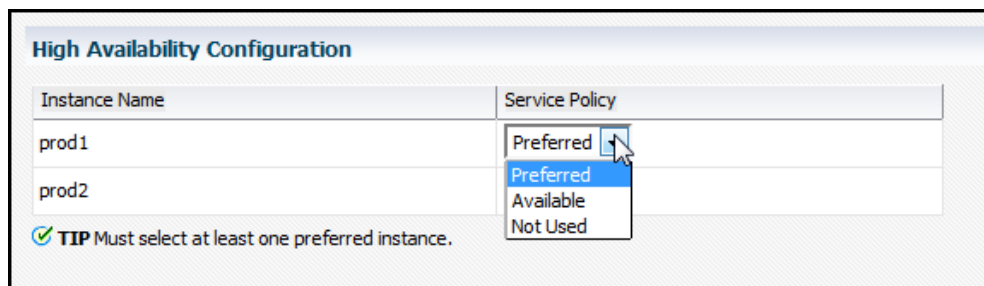 High Availability Configuration
Instance Name Service Policy
prod1 Preferred
Preferred
prod2 Available
Not Used
TIP Must select at least one preferred instance.